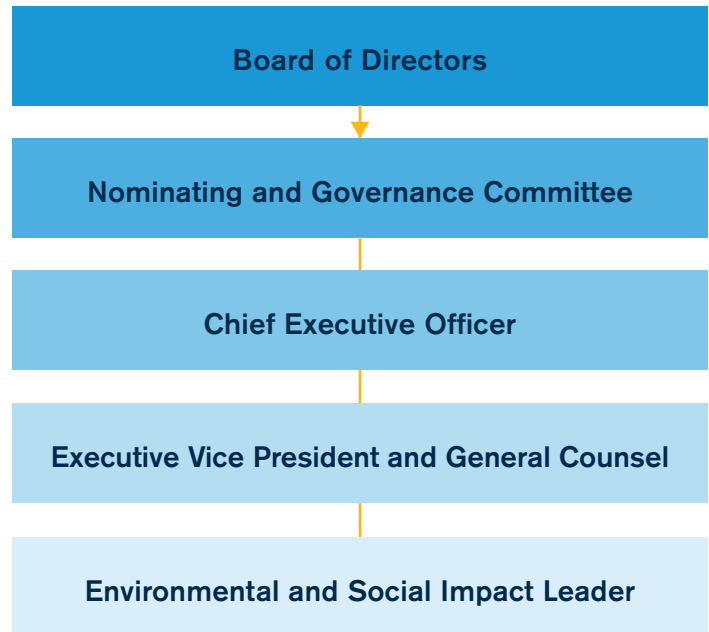 Board of Directors
Nominating and Governance Committee
Chief Executive Officer
Executive Vice President and General Counsel
Environmental and Social Impact Leader